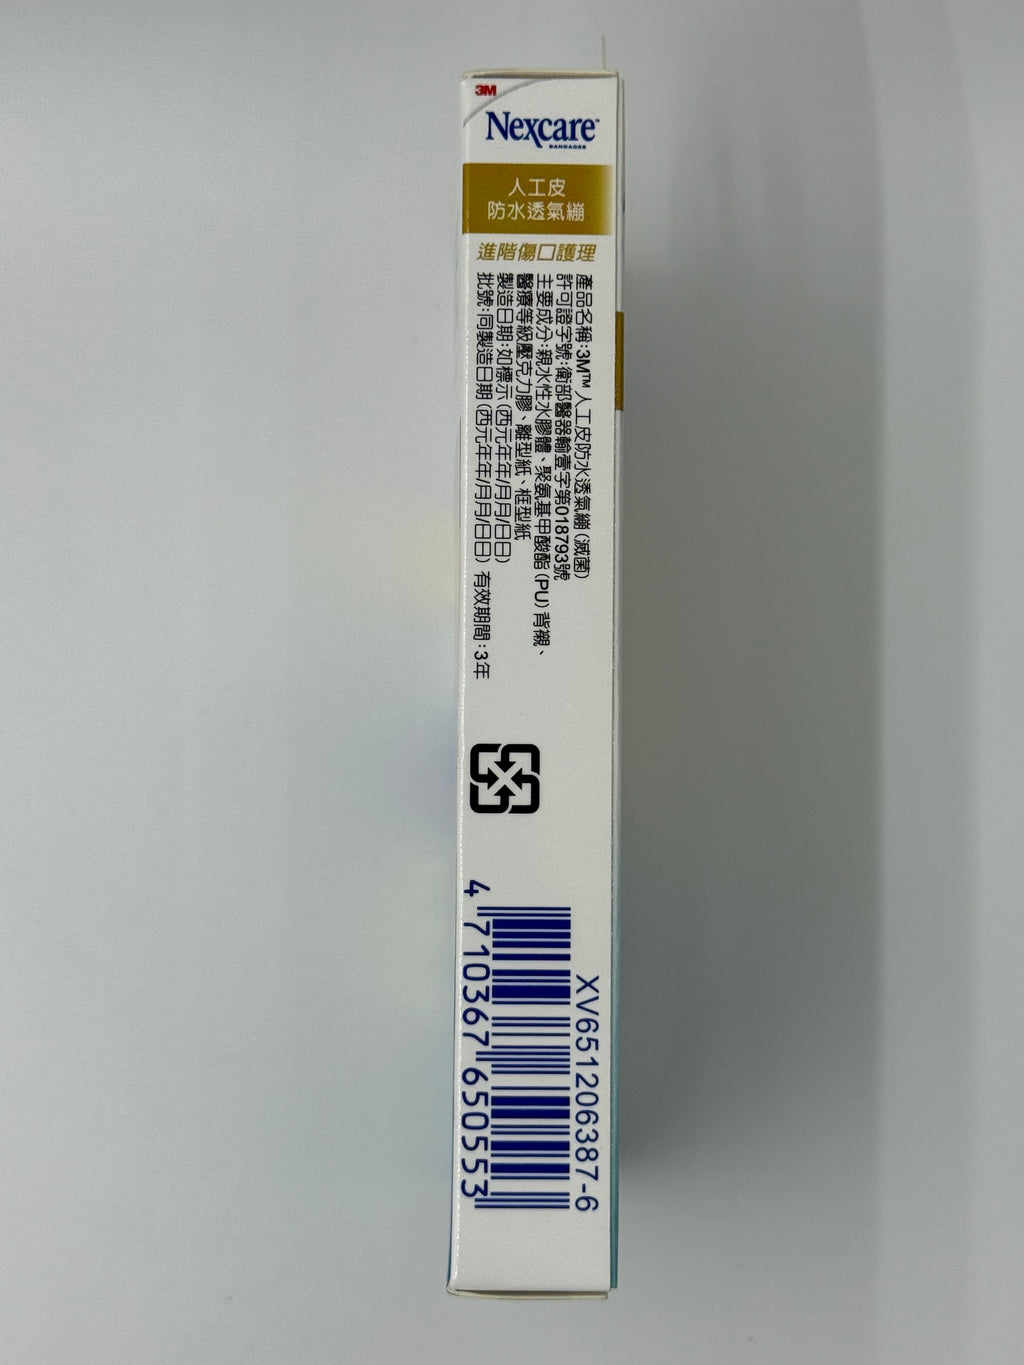 3M
Nexcare™
BANDAGES
人工皮
防水透氣繃
進階傷口護理
產品名稱:3M™ 人工皮防水透氣繃 (滅菌)
許可證字號:衛部醫器輸壹字第018793號
主要成分:親水性水膠體、聚氨基甲酸酯 (PU) 背襯、
醫療等級壓克力膠、離型紙、框型紙
製造日期:如標示 (西元年年/月月/日日)
批號:同製造日期 (西元年年/月月/日日) 有效期間:3年
XV651206387-6
4 710367 650553